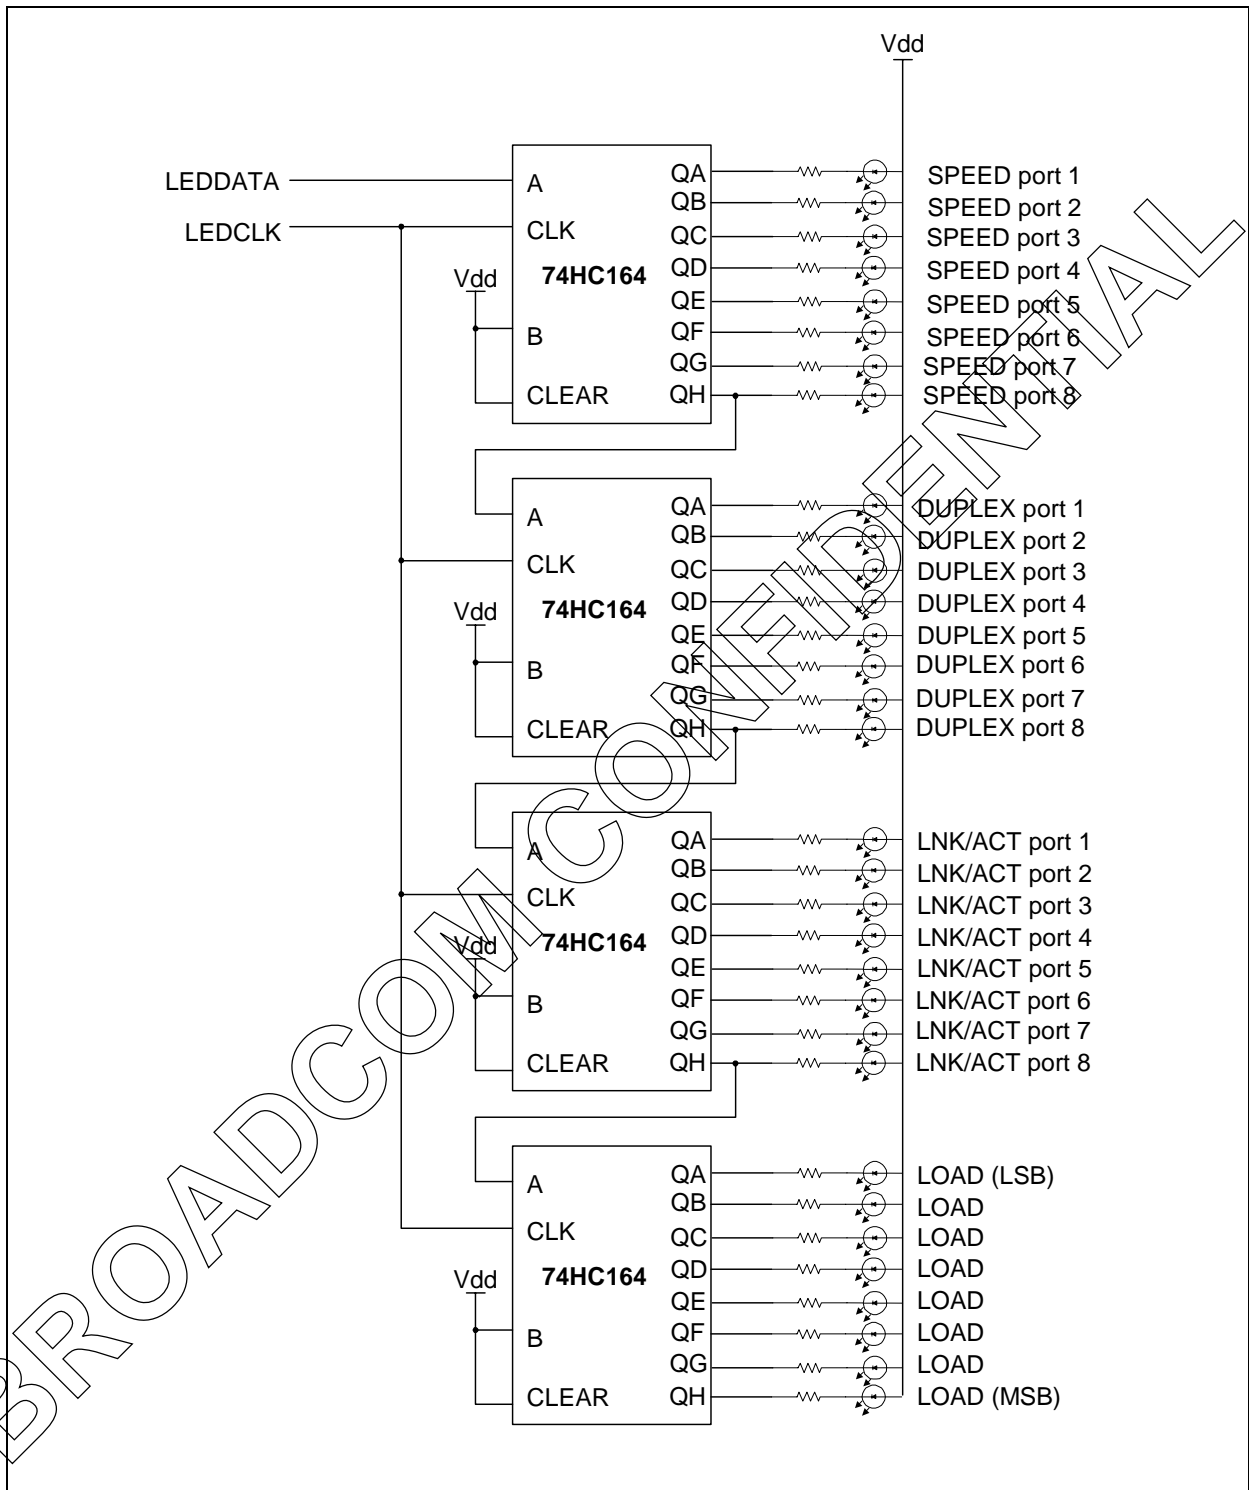 Vdd
LEDDATA
LEDCLK
A
CLK
Vdd
74HC164
B
CLEAR
QA
QB
QC
QD
QE
QF
QG
QH
SPEED port 1
SPEED port 2
SPEED port 3
SPEED port 4
SPEED port 5
SPEED port 6
SPEED port 7
SPEED port 8
A
CLK
Vdd
74HC164
B
CLEAR
QA
QB
QC
QD
QE
QF
QG
QH
DUPLEX port 1
DUPLEX port 2
DUPLEX port 3
DUPLEX port 4
DUPLEX port 5
DUPLEX port 6
DUPLEX port 7
DUPLEX port 8
A
CLK
Vdd
74HC164
B
CLEAR
QA
QB
QC
QD
QE
QF
QG
QH
LNK/ACT port 1
LNK/ACT port 2
LNK/ACT port 3
LNK/ACT port 4
LNK/ACT port 5
LNK/ACT port 6
LNK/ACT port 7
LNK/ACT port 8
A
CLK
Vdd
74HC164
B
CLEAR
QA
QB
QC
QD
QE
QF
QG
QH
LOAD (LSB)
LOAD
LOAD
LOAD
LOAD
LOAD
LOAD
LOAD (MSB)
BROADCOM CONFIDENTIAL